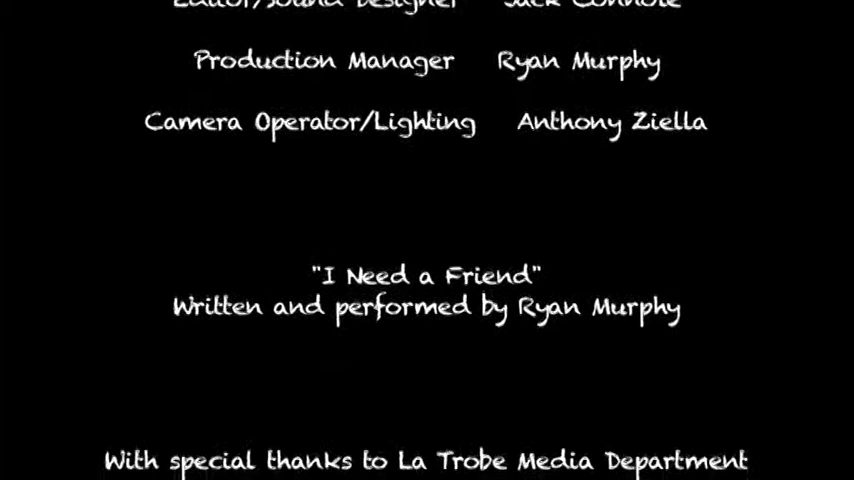 Editor/Sound Designer Jack
Production Manager Ryan Murphy
Camera Operator/Lighting Anthony Ziella
"I Need a Friend"
Written and performed by Ryan Murphy
With special thanks to La Trobe Media Department